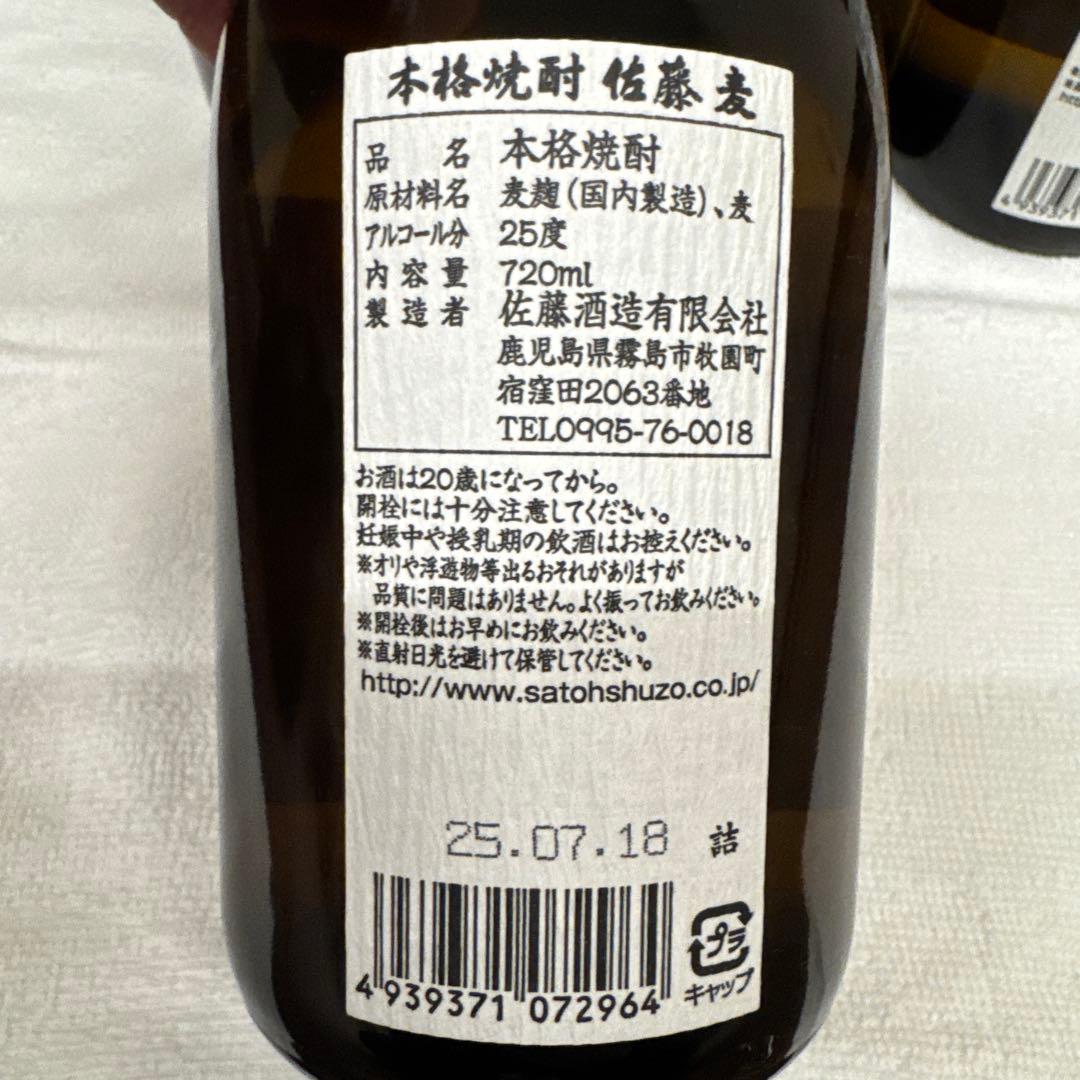 本格焼酎 佐藤 麦
品名 本格焼酎
原材料名 麦麹（国内製造）、麦
アルコール分 25度
内容量 720ml
製造者 佐藤酒造有限会社
鹿児島県霧島市牧園町
宿窪田2063番地
TEL0995-76-0018
お酒は20歳になってから。
開栓には十分注意してください。
妊娠中や授乳期の飲酒はお控えください。
※オリや浮遊物等出るおそれがありますが
品質に問題はありません。よく振ってお飲みください。
※開栓後はお早めにお飲みください。
※直射日光を避けて保管してください。
http://www.satohshuzo.co.jp/
25.07.18 詰
4939371072964
プラ
キャップ